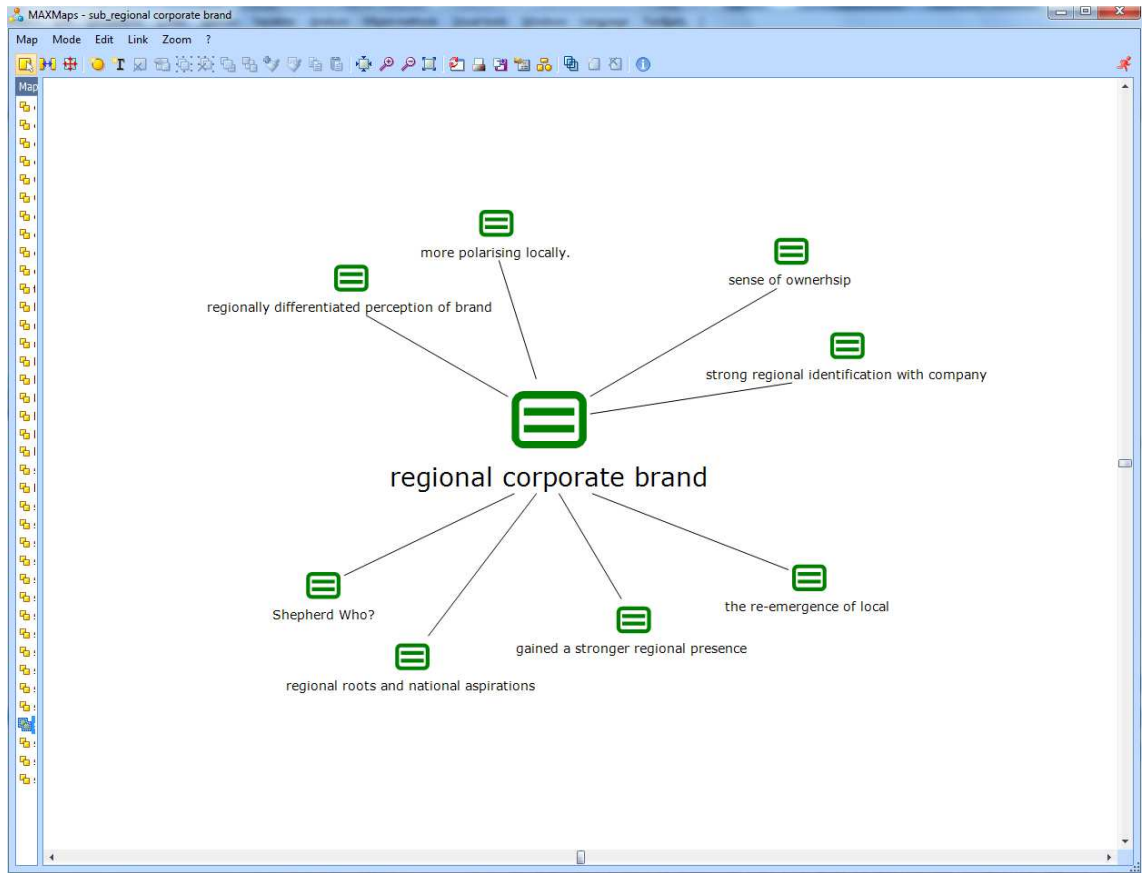 MAXMaps - sub_regional corporate brand
Map Mode Edit Link Zoom ?
Map
more polarising locally.
sense of ownerhsip
regionally differentiated perception of brand
strong regional identification with company
regional corporate brand
Shepherd Who?
the re-emergence of local
gained a stronger regional presence
regional roots and national aspirations